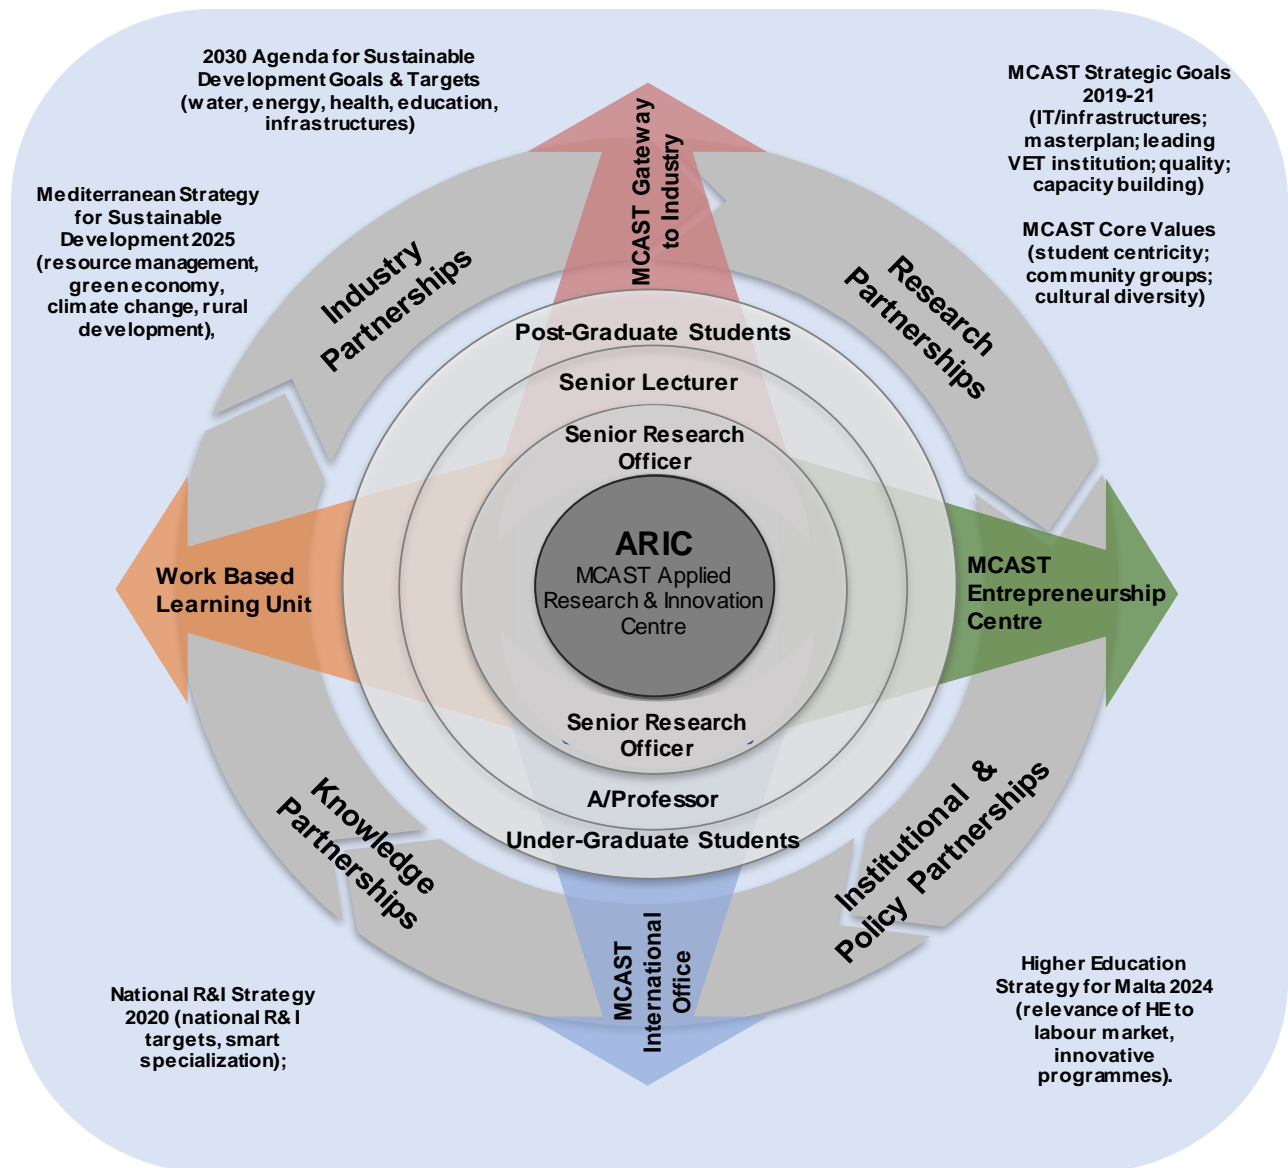 2030 Agenda for Sustainable
Development Goals & Targets
(water, energy, health, education,
infrastructures)
MCAST Strategic Goals
2019-21
(IT/infrastructures;
masterplan; leading
VET institution; quality;
capacity building)
MCAST Core Values
(student centricity;
community groups;
cultural diversity)
Mediterranean Strategy
for Sustainable
Development 2025
(resource management,
green economy,
climate change, rural
development),
MCAST Gateway
to Industry
Industry
Partnerships
Research
Partnerships
Post-Graduate Students
Senior Lecturer
Senior Research
Officer
ARIC
MCAST Applied
Research & Innovation
Centre
Work Based
Learning Unit
MCAST
Entrepreneurship
Centre
Senior Research
Officer
A/Professor
Under-Graduate Students
Knowledge
Partnerships
Institutional &
Policy Partnerships
MCAST
International
Office
National R&I Strategy
2020 (national R&I
targets, smart
specialization);
Higher Education
Strategy for Malta 2024
(relevance of HE to
labour market,
innovative
programmes).